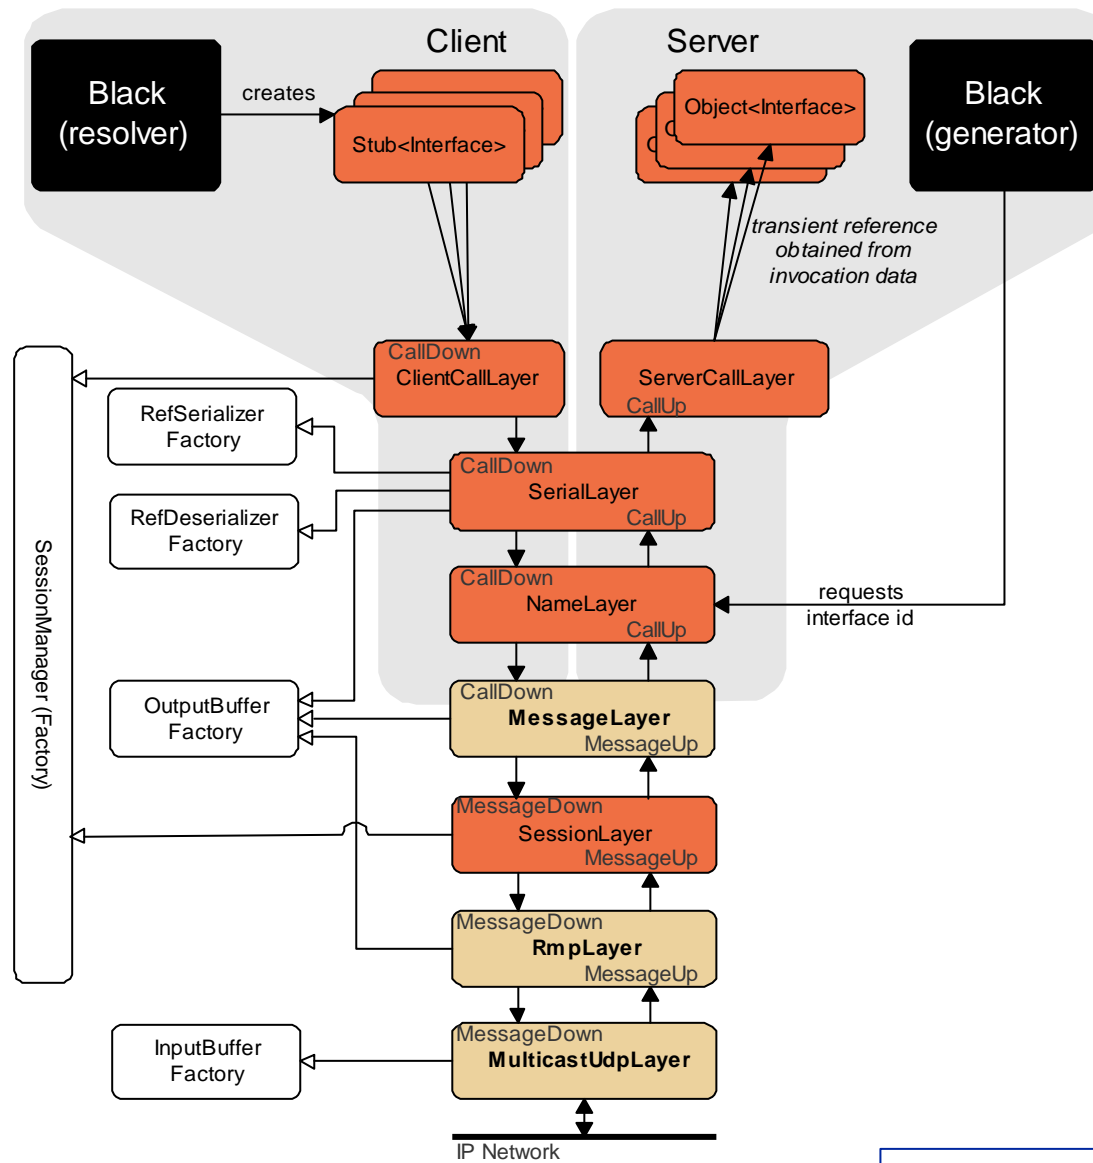 Client
Server
Black
(resolver)
creates
Stub<Interface>
Object<Interface>
Black
(generator)
transient reference
obtained from
invocation data
CallDown
ClientCallLayer
ServerCallLayer
CallUp
RefSerializer
Factory
CallDown
SerialLayer
CallUp
RefDeserializer
Factory
SessionManager (Factory)
CallDown
NameLayer
CallUp
requests
interface id
OutputBuffer
Factory
CallDown
MessageLayer
MessageUp
MessageDown
SessionLayer
MessageUp
MessageDown
RmpLayer
MessageUp
InputBuffer
Factory
MessageDown
MulticastUdpLayer
IP Network